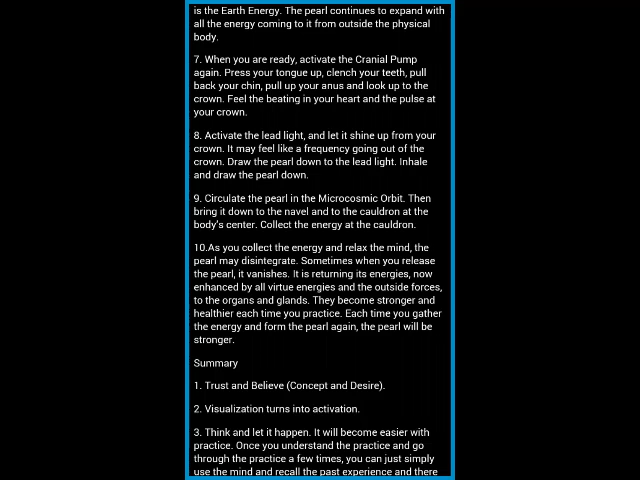 is the Earth Energy. The pearl continues to expand with
all the energy coming to it from outside the physical
body.
7. When you are ready, activate the Cranial Pump
again. Press your tongue up, clench your teeth, pull
back your chin, pull up your anus and look up to the
crown. Feel the beating in your heart and the pulse at
your crown.
8. Activate the lead light, and let it shine up from your
crown. It may feel like a frequency going out of the
crown. Draw the pearl down to the lead light. Inhale
and draw the pearl down.
9. Circulate the pearl in the Microcosmic Orbit. Then
bring it down to the navel and to the cauldron at the
body's center. Collect the energy at the cauldron.
10.As you collect the energy and relax the mind, the
pearl may disintegrate. Sometimes when you release
the pearl, it vanishes. It is returning its energies, now
enhanced by all virtue energies and the outside forces,
to the organs and glands. They become stronger and
healthier each time you practice. Each time you gather
the energy and form the pearl again, the pearl will be
stronger.
Summary
1. Trust and Believe (Concept and Desire).
2. Visualization turns into activation.
3. Think and let it happen. It will become easier with
practice. Once you understand the practice and go
through the practice a few times, you can just simply
use the mind and recall the past experience and there